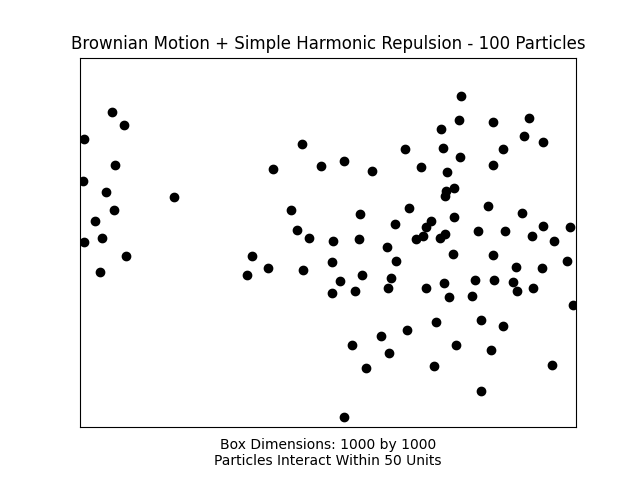 Brownian Motion + Simple Harmonic Repulsion - 100 Particles
Box Dimensions: 1000 by 1000
Particles Interact Within 50 Units